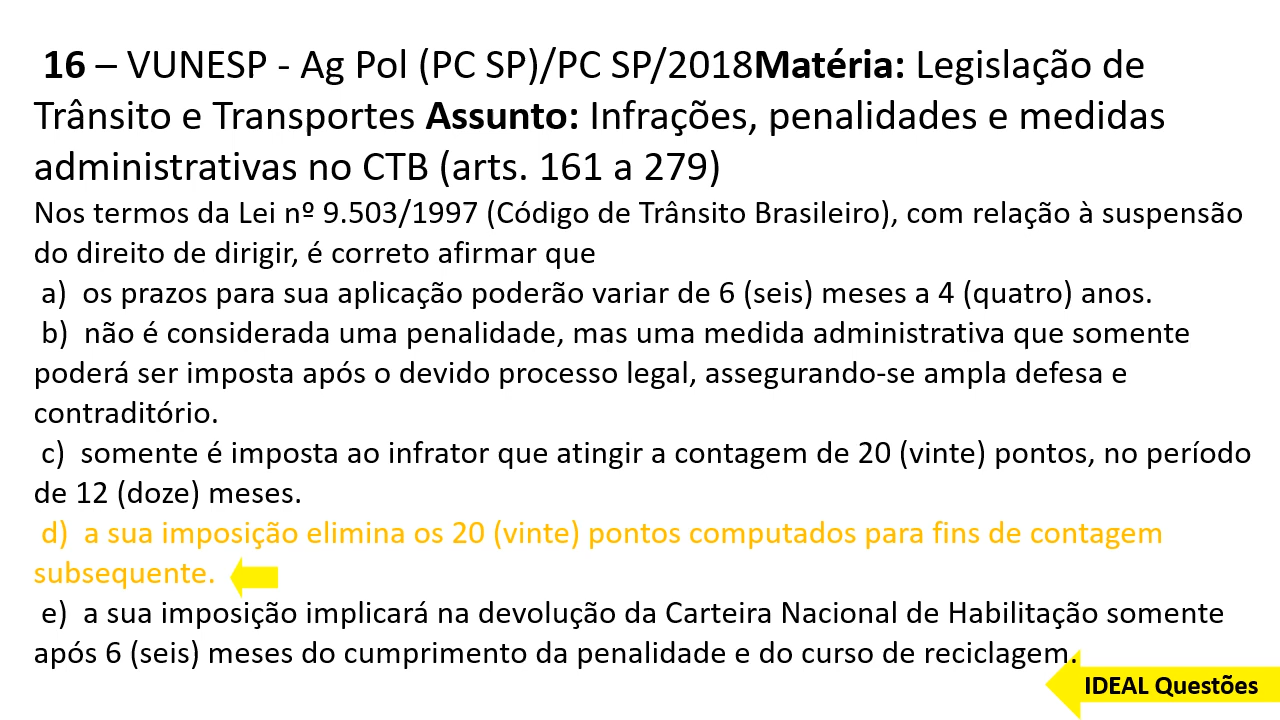 16 – VUNESP - Ag Pol (PC SP)/PC SP/2018Matéria: Legislação de
Trânsito e Transportes Assunto: Infrações, penalidades e medidas
administrativas no CTB (arts. 161 a 279)
Nos termos da Lei nº 9.503/1997 (Código de Trânsito Brasileiro), com relação à suspensão
do direito de dirigir, é correto afirmar que
a) os prazos para sua aplicação poderão variar de 6 (seis) meses a 4 (quatro) anos.
b) não é considerada uma penalidade, mas uma medida administrativa que somente
poderá ser imposta após o devido processo legal, assegurando-se ampla defesa e
contraditório.
c) somente é imposta ao infrator que atingir a contagem de 20 (vinte) pontos, no período
de 12 (doze) meses.
d) a sua imposição elimina os 20 (vinte) pontos computados para fins de contagem
subsequente.
e) a sua imposição implicará na devolução da Carteira Nacional de Habilitação somente
após 6 (seis) meses do cumprimento da penalidade e do curso de reciclagem.
IDEAL Questões